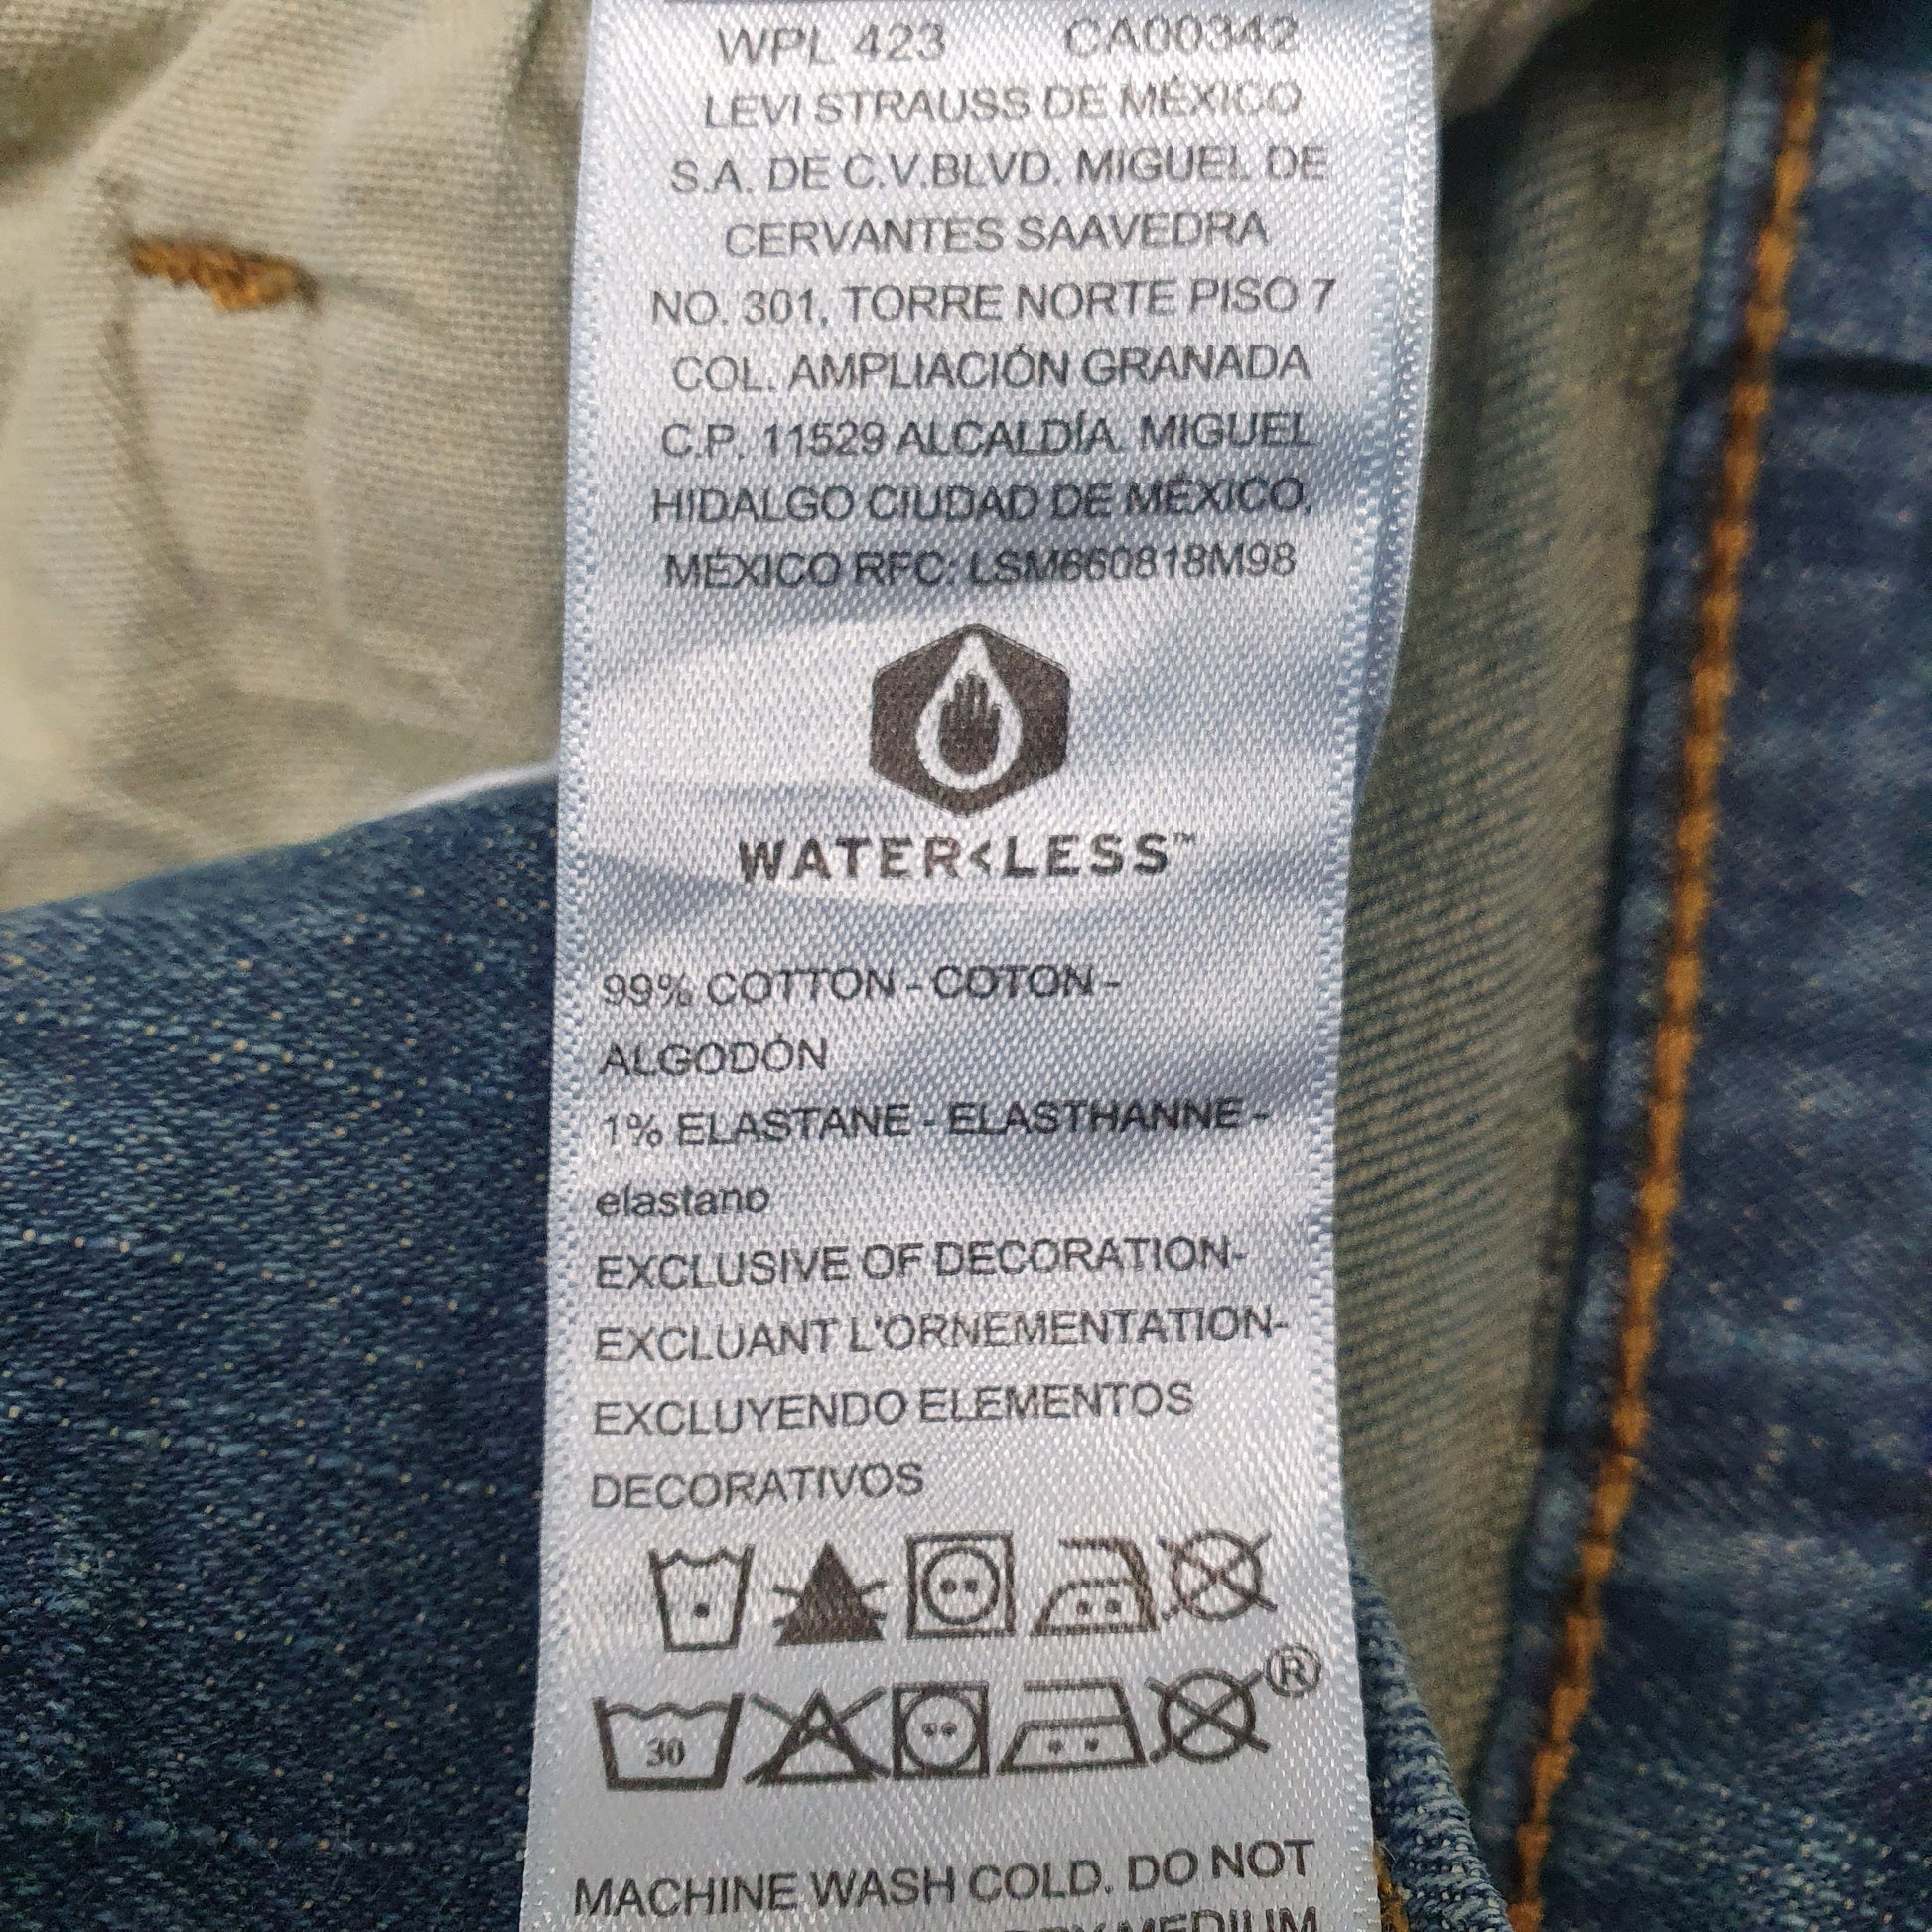 WPL 423 CA00342
LEVI STRAUSS DE MÉXICO
S.A. DE C.V.BLVD. MIGUEL DE
CERVANTES SAAVEDRA
NO. 301, TORRE NORTE PISO 7
COL. AMPLIACIÓN GRANADA
C.P. 11529 ALCALDÍA. MIGUEL
HIDALGO CIUDAD DE MÉXICO,
MÉXICO RFC: LSM660818M98
WATER<LESS™
99% COTTON - COTON -
ALGODÓN
1% ELASTANE - ELASTHANNE -
elastano
EXCLUSIVE OF DECORATION-
EXCLUANT L'ORNEMENTATION-
EXCLUYENDO ELEMENTOS
DECORATIVOS
30 ®
MACHINE WASH COLD. DO NOT
DRY MEDIUM